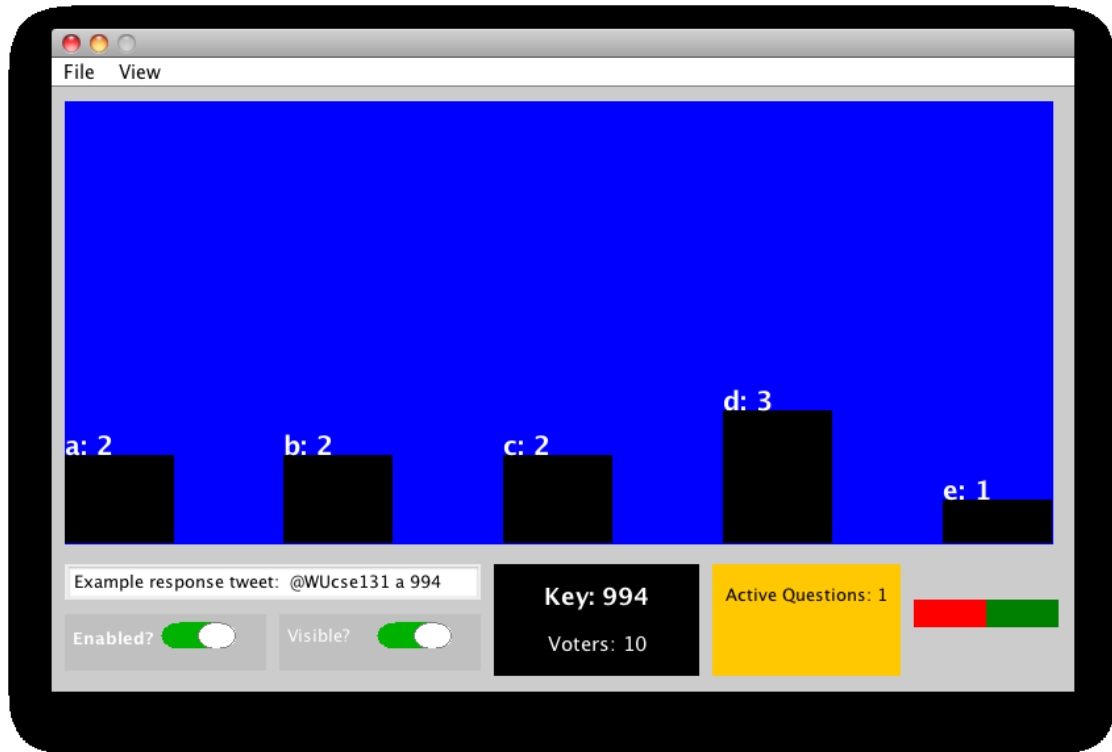 File View
d: 3
a: 2 b: 2 c: 2
e: 1
Example response tweet: @WUcse131 a 994
Enabled? Visible?
Key: 994
Voters: 10
Active Questions: 1